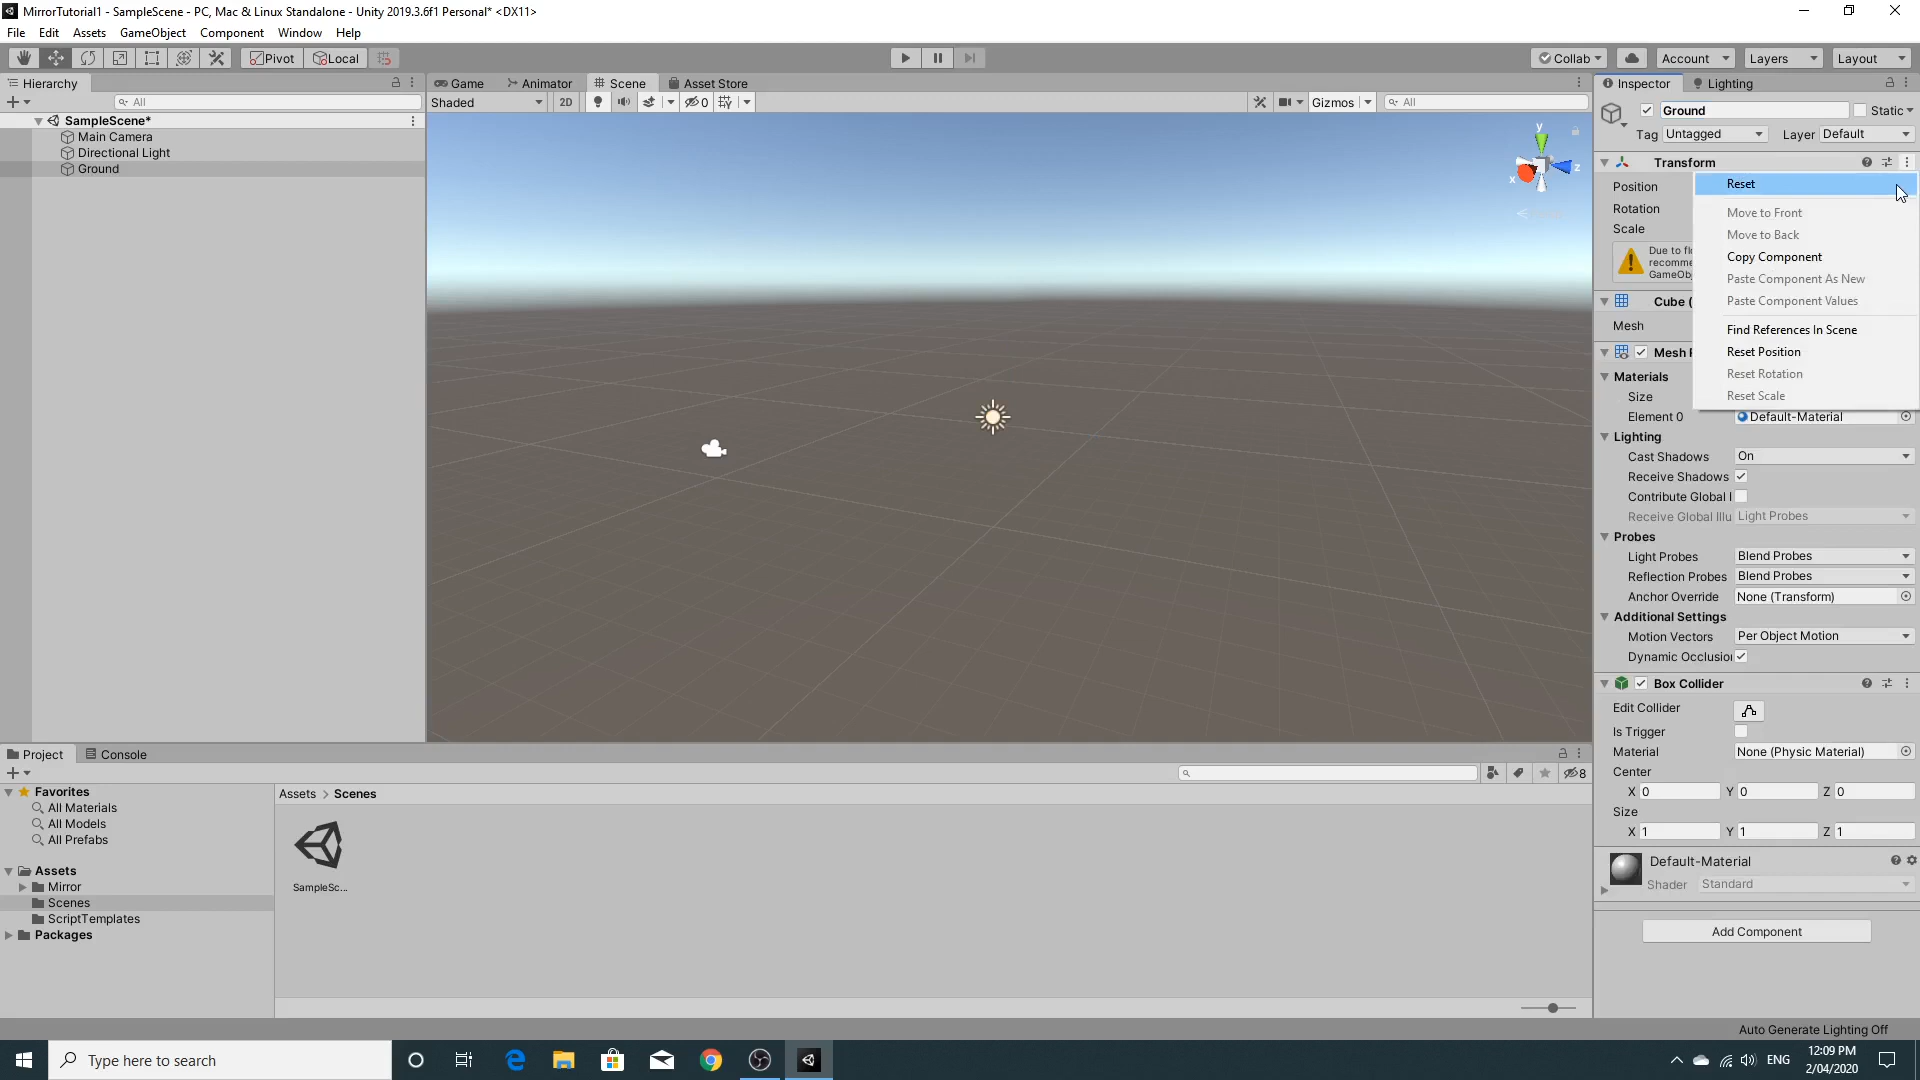 MirrorTutorial1 - SampleScene - PC, Mac & Linux Standalone - Unity 2019.3.6f1 Personal* <DX11>
File Edit Assets GameObject Component Window Help
Pivot Local Collab Account Layers Layout
Hierarchy
All
SampleScene*
Main Camera
Directional Light
Ground
Game Animator Scene Asset Store
Shaded 2D 0 Gizmos All
y
x z
Inspector Lighting
Ground Static
Tag Untagged Layer Default
Transform
Position
Rotation
Scale
Due to fl
recomme
GameObj
Reset
Move to Front
Move to Back
Copy Component
Paste Component As New
Paste Component Values
Find References In Scene
Reset Position
Reset Rotation
Reset Scale
Cube (
Mesh
Mesh R
Materials
Size
Element 0 Default-Material
Lighting
Cast Shadows On
Receive Shadows
Contribute Global I
Receive Global Illu Light Probes
Probes
Light Probes Blend Probes
Reflection Probes Blend Probes
Anchor Override None (Transform)
Additional Settings
Motion Vectors Per Object Motion
Dynamic Occlusion
Box Collider
Edit Collider
Is Trigger
Material None (Physic Material)
Center
X 0 Y 0 Z 0
Size
X 1 Y 1 Z 1
Default-Material
Shader Standard
Add Component
Project Console
8
Favorites
All Materials
All Models
All Prefabs
Assets
Mirror
Scenes
ScriptTemplates
Packages
Assets > Scenes
SampleSc...
Auto Generate Lighting Off
Type here to search
ENG
12:09 PM
2/04/2020